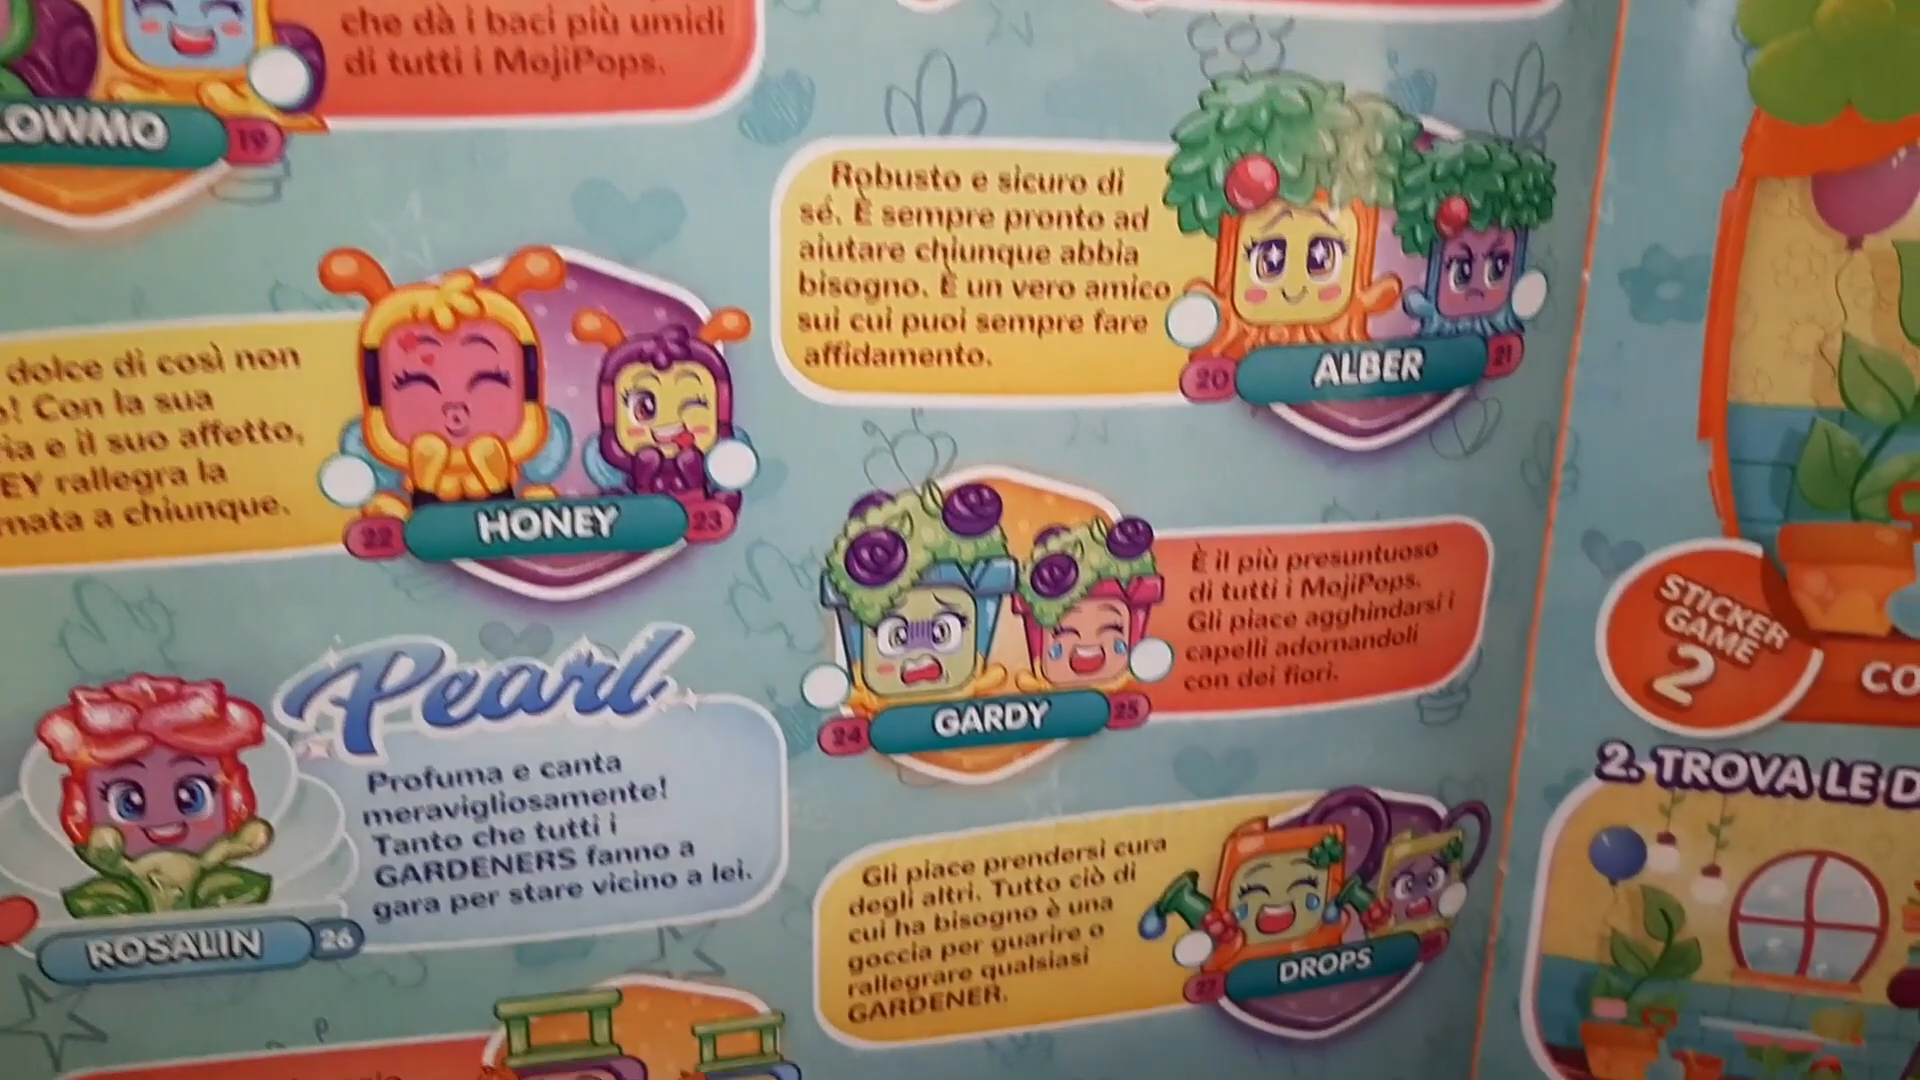 che dà i baci più umidi
di tutti i MojiPops.
LOWMO
19
Robusto e sicuro di
sé. È sempre pronto ad
aiutare chiunque abbia
bisogno. È un vero amico
sui cui puoi sempre fare
affidamento.
20
ALBER
21
dolce di così non
! Con la sua
e il suo affetto,
EY rallegra la
mata a chiunque.
22
HONEY
23
È il più presuntuoso
di tutti i MojiPops.
Gli piace agghindarsi i
capelli adornandoli
con dei fiori.
24
GARDY
25
Pearl
Profuma e canta
meravigliosamente!
Tanto che tutti i
GARDENERS fanno a
gara per stare vicino a lei.
ROSALIN
26
Gli piace prendersi cura
degli altri. Tutto ciò di
cui ha bisogno è una
goccia per guarire o
rallegrare qualsiasi
GARDENER.
27
DROPS
STICKER
GAME
2
CO
2. TROVA LE D